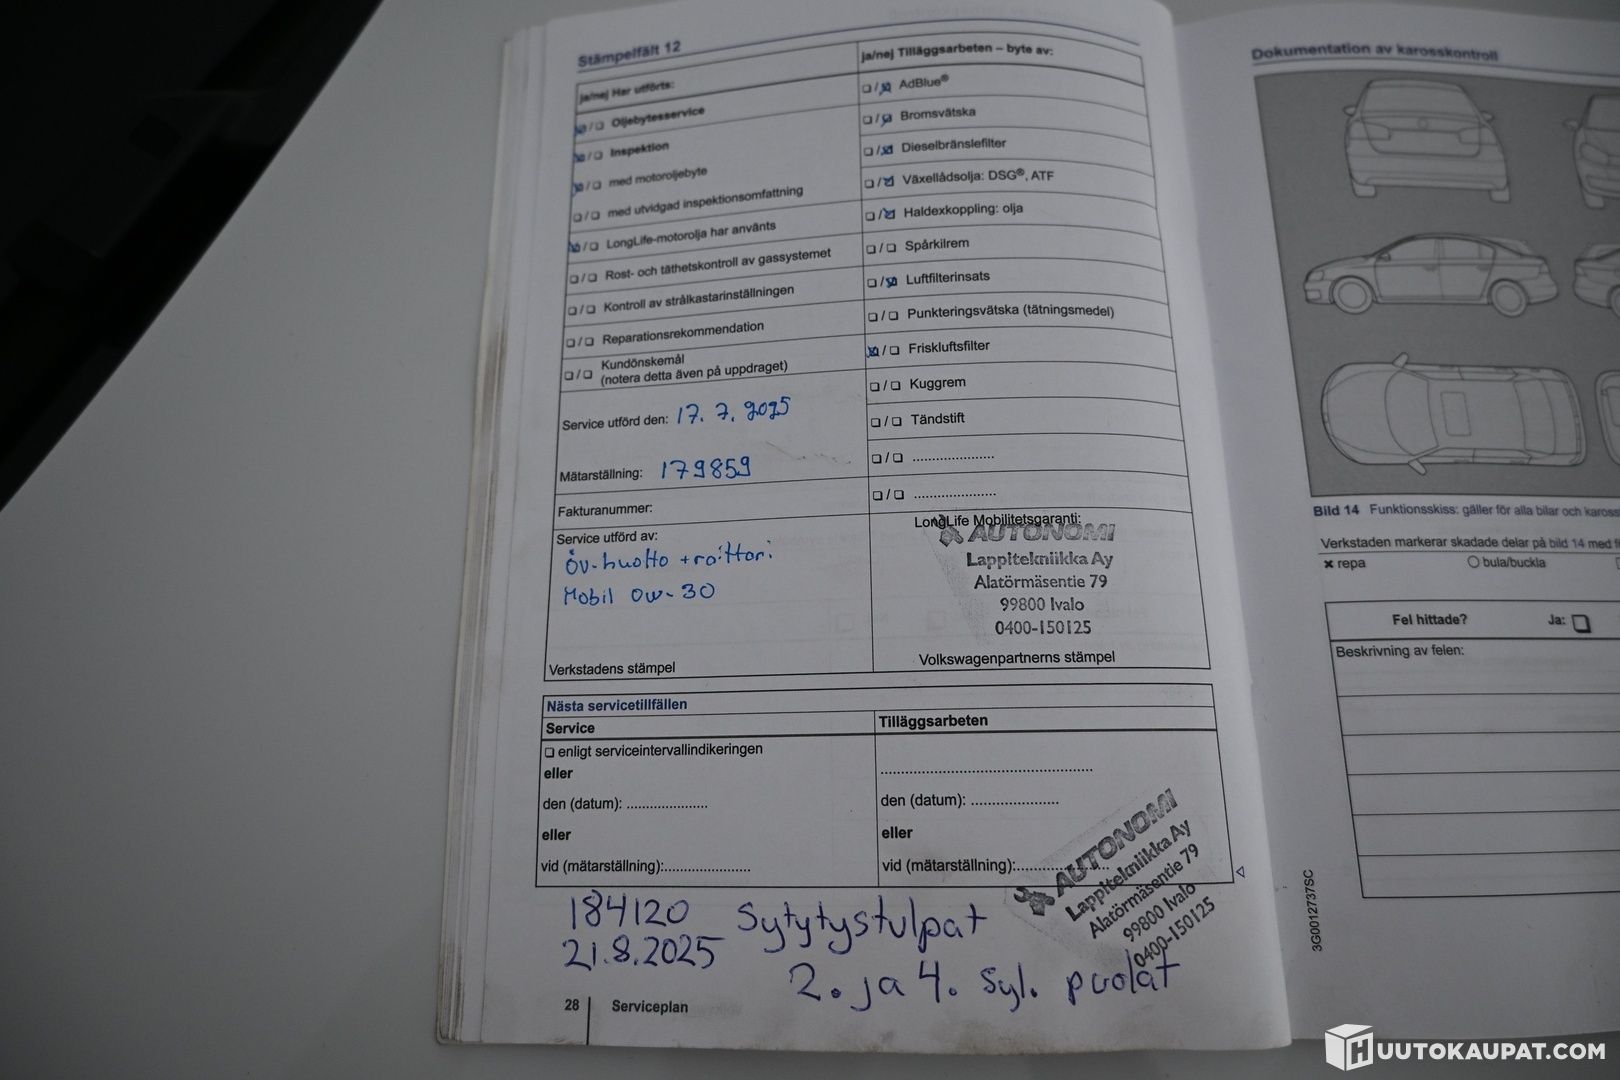 Stämpelfält 12
ja/nej Har utförts:
☒/☐ Oljebytesservice
☒/☐ Inspektion
☒/☐ med motoroljebyte
☐/☐ med utvidgad inspektionsomfattning
☒/☐ LongLife-motorolja har använts
☐/☐ Rost- och täthetskontroll av gassystemet
☐/☐ Kontroll av strålkastarinställningen
☐/☐ Reparationsrekommendation
☐/☐ Kundönskemål
(notera detta även på uppdraget)
Service utförd den: 17.7.2025
Mätarställning: 179859
Fakturanummer:
Service utförd av:
öv-huolto + raittari
Mobil 0w-30
Verkstadens stämpel
ja/nej Tilläggsarbeten – byte av:
☐/☒ AdBlue®
☐/☒ Bromsvätska
☐/☒ Dieselbränslefilter
☐/☒ Växellådsolja: DSG®, ATF
☐/☒ Haldexkoppling: olja
☐/☐ Spårkilrem
☐/☒ Luftfilterinsats
☐/☐ Punkteringsvätska (tätningsmedel)
☒/☐ Friskluftsfilter
☐/☐ Kuggrem
☐/☐ Tändstift
☐/☐ .....................
☐/☐ .....................
LongLife Mobilitetsgaranti:
AUTONOMI
Lappitekniikka Ay
Alatörmäsentie 79
99800 Ivalo
0400-150125
Volkswagenpartnerns stämpel
Nästa servicetillfällen
Service
☐ enligt serviceintervallindikeringen
eller
den (datum): .....................
eller
vid (mätarställning):......................
Tilläggsarbeten
.......................................................
den (datum): .......................
eller
vid (mätarställning):......................
AUTONOMI
Lappitekniikka Ay
Alatörmäsentie 79
99800 Ivalo
0400-150125
184120 Sytytystulpat
21.8.2025 2. ja 4. syl. puolat
28 Serviceplan
Dokumentation av karosskontroll
Bild 14 Funktionsskiss: gäller för alla bilar och kaross
Verkstaden markerar skadade delar på bild 14 med
× repa ○ bula/buckla
Fel hittade? Ja: ☐
Beskrivning av felen:
3G0012737SC
HUUTOKAUPAT.COM